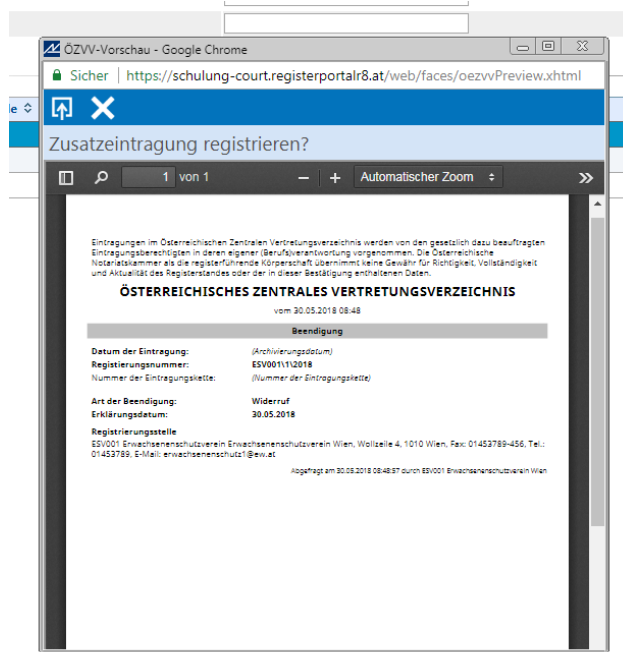 ÖZVV-Vorschau - Google Chrome
Sicher | https://schulung-court.registerportalr8.at/web/faces/oezvvPreview.xhtml
le
Zusatzeintragung registrieren?
1 von 1 Automatischer Zoom
Eintragungen im Österreichischen Zentralen Vertretungsverzeichnis werden von den gesetzlich dazu beauftragten
Eintragungsberechtigten in deren eigener (Berufs)verantwortung vorgenommen. Die Österreichische
Notariatskammer als die registerführende Körperschaft übernimmt keine Gewähr für Richtigkeit, Vollständigkeit
und Aktualität des Registerstandes oder der in dieser Bestätigung enthaltenen Daten.
ÖSTERREICHISCHES ZENTRALES VERTRETUNGSVERZEICHNIS
vom 30.05.2018 08:48
Beendigung
Datum der Eintragung: (Archivierungsdatum)
Registierungsnummer: ESV001\1\2018
Nummer der Eintragungskette: (Nummer der Eintragungskette)
Art der Beendigung: Widerruf
Erklärungsdatum: 30.05.2018
Registrierungsstelle
ESV001 Erwachsenenschutzverein Erwachsenenschutzverein Wien, Wollzeile 4, 1010 Wien, Fax: 01453789-456, Tel.:
01453789, E-Mail: erwachsenenschutz1@ew.at
Abgefragt am 30.05.2018 08:48:57 durch ESV001 Erwachsenenschutzverein Wien